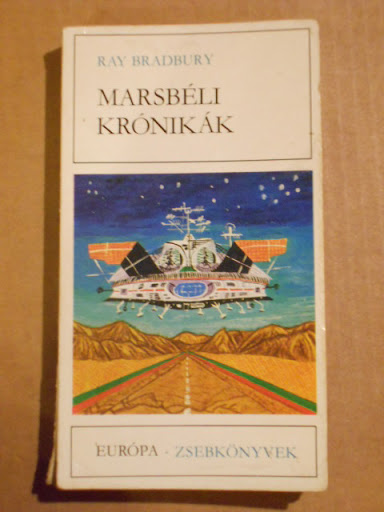 RAY BRADBURY
MARSBÉLI
KRÓNIKÁK
EURÓPA · ZSEBKÖNYVEK